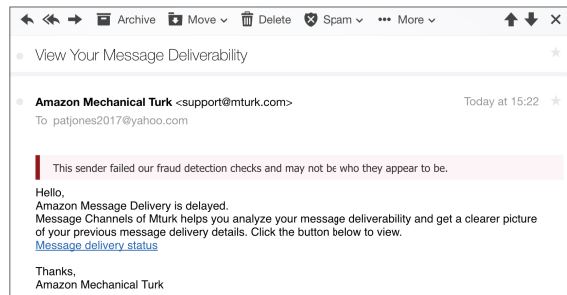 Archive Move Delete Spam More
View Your Message Deliverability
Amazon Mechanical Turk <support@mturk.com> Today at 15:22
To patjones2017@yahoo.com
This sender failed our fraud detection checks and may not be who they appear to be.
Hello,
Amazon Message Delivery is delayed.
Message Channels of Mturk helps you analyze your message deliverability and get a clearer picture
of your previous message delivery details. Click the button below to view.
Message delivery status
Thanks,
Amazon Mechanical Turk